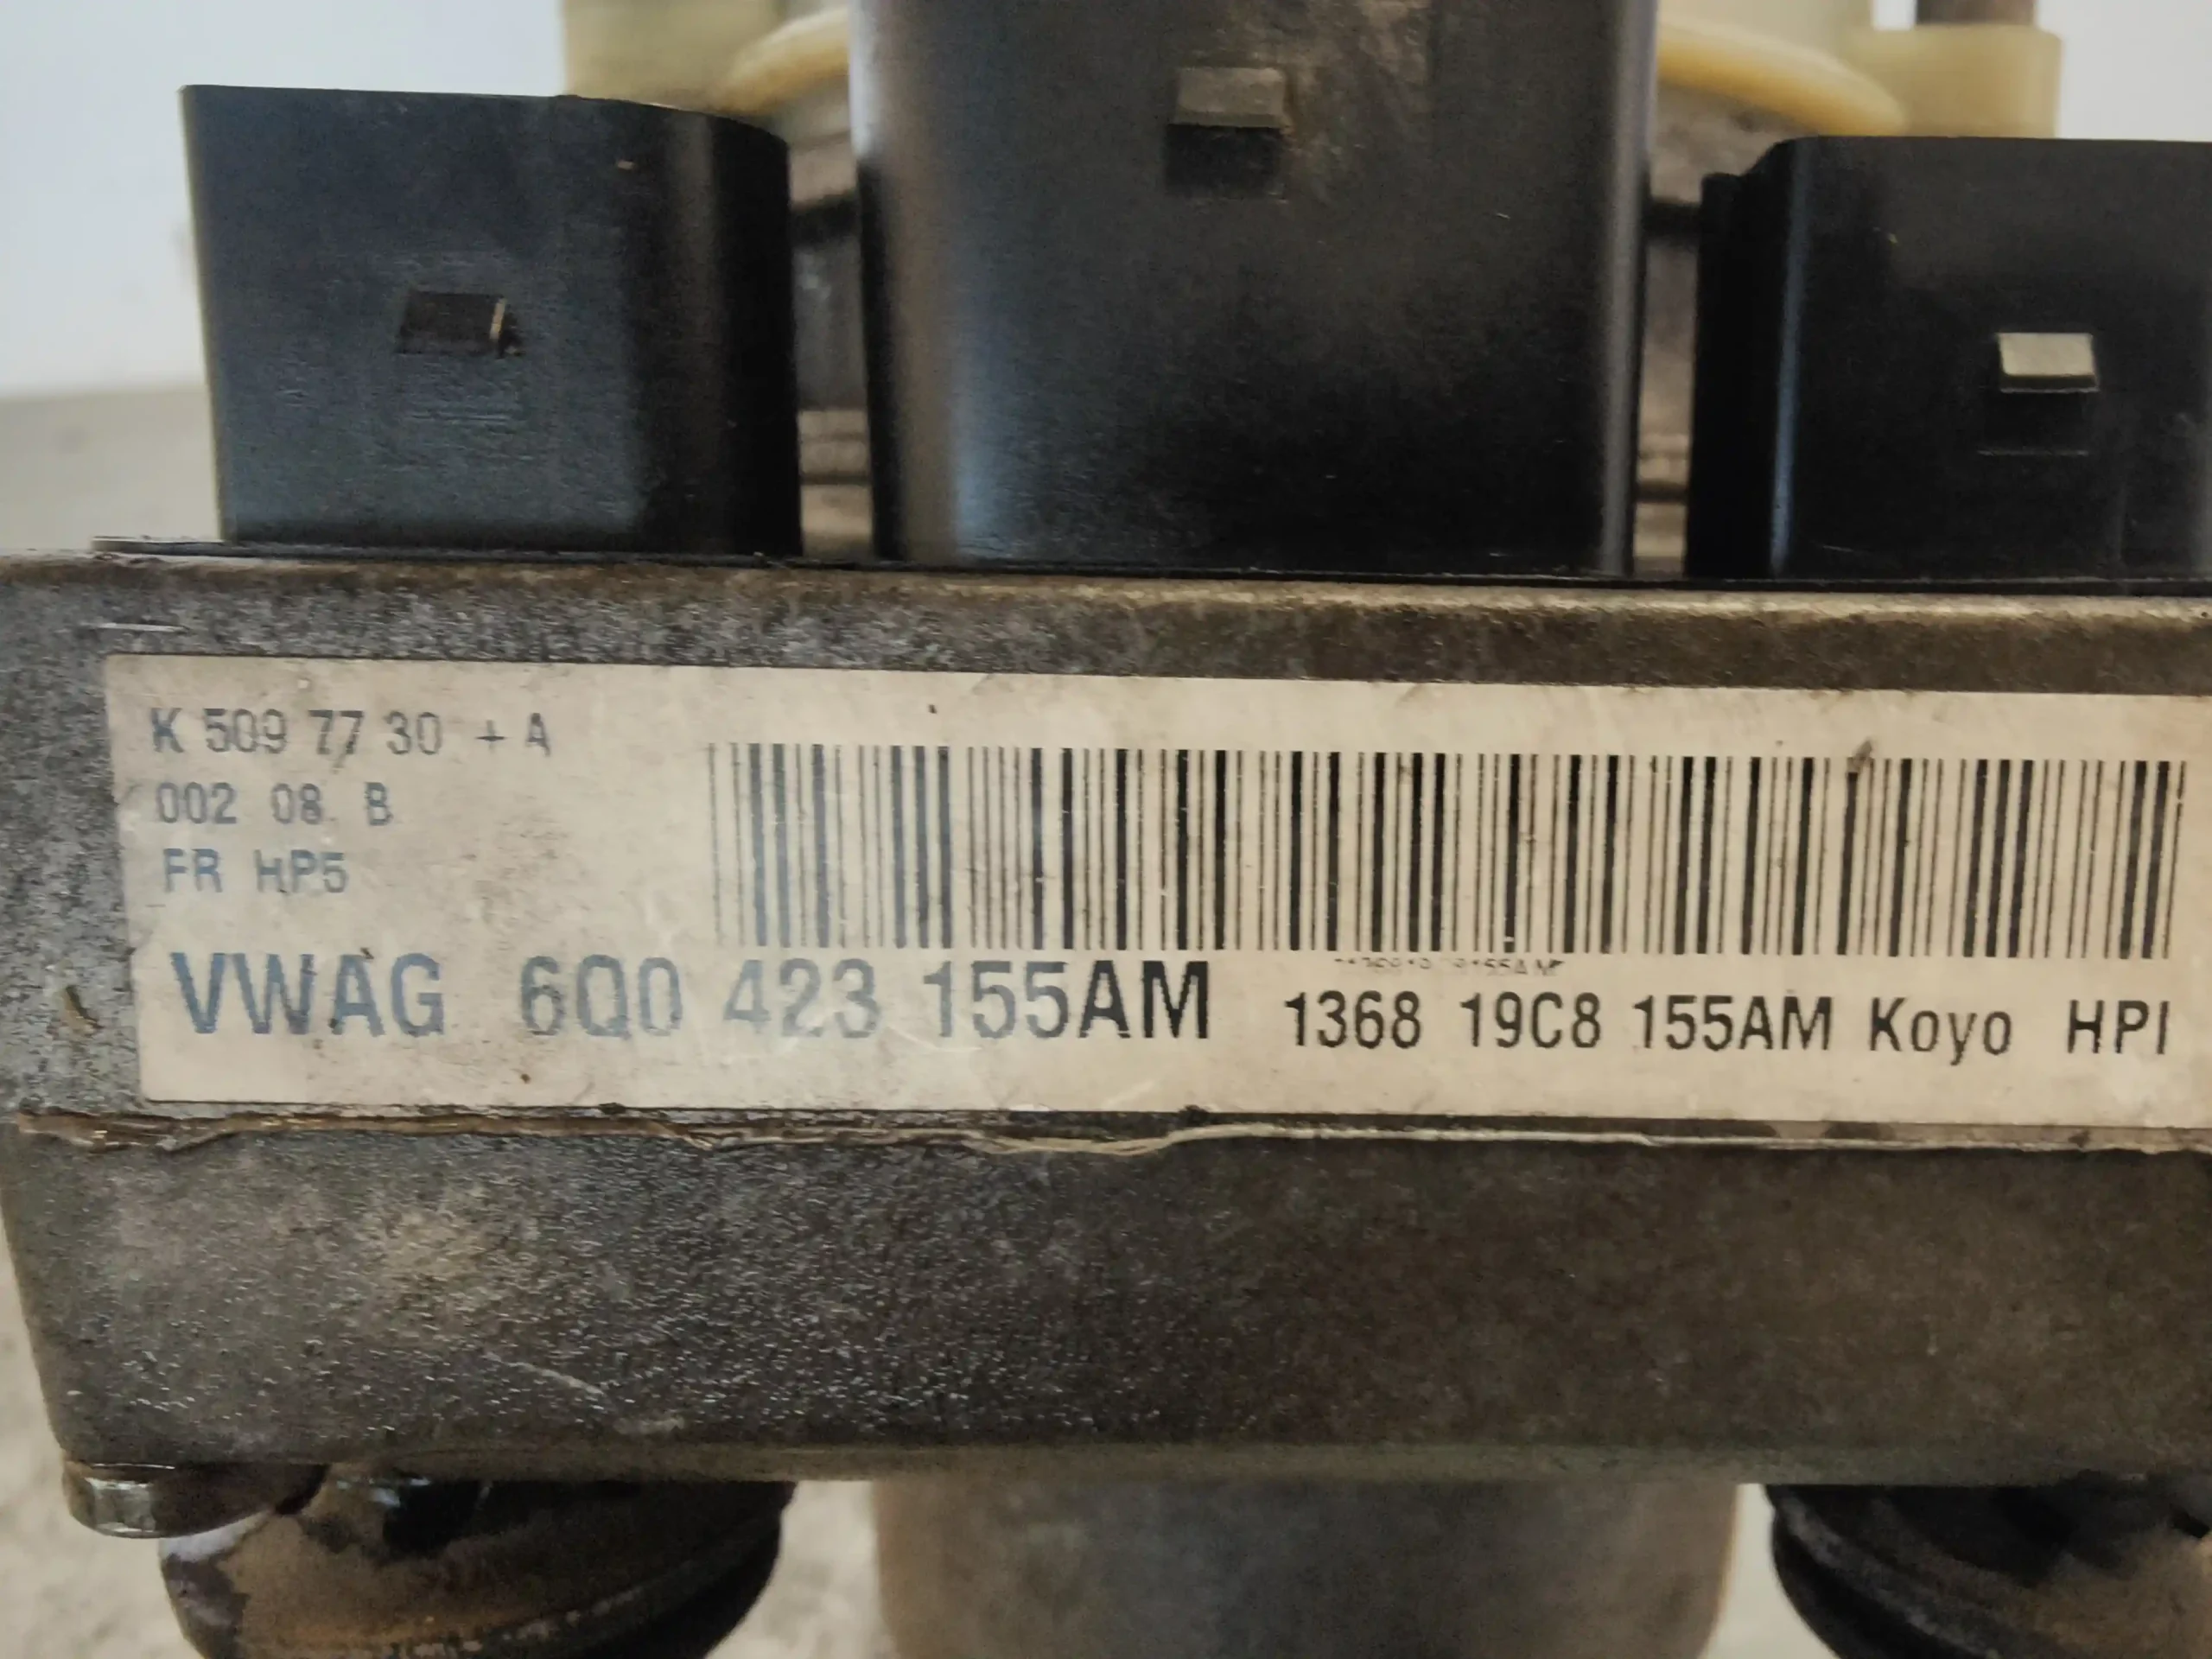 K 509 77 30 + A
002 08 B
FR HP5
VWAG 6Q0 423 155AM 1368 19C8 155AM Koyo HPI